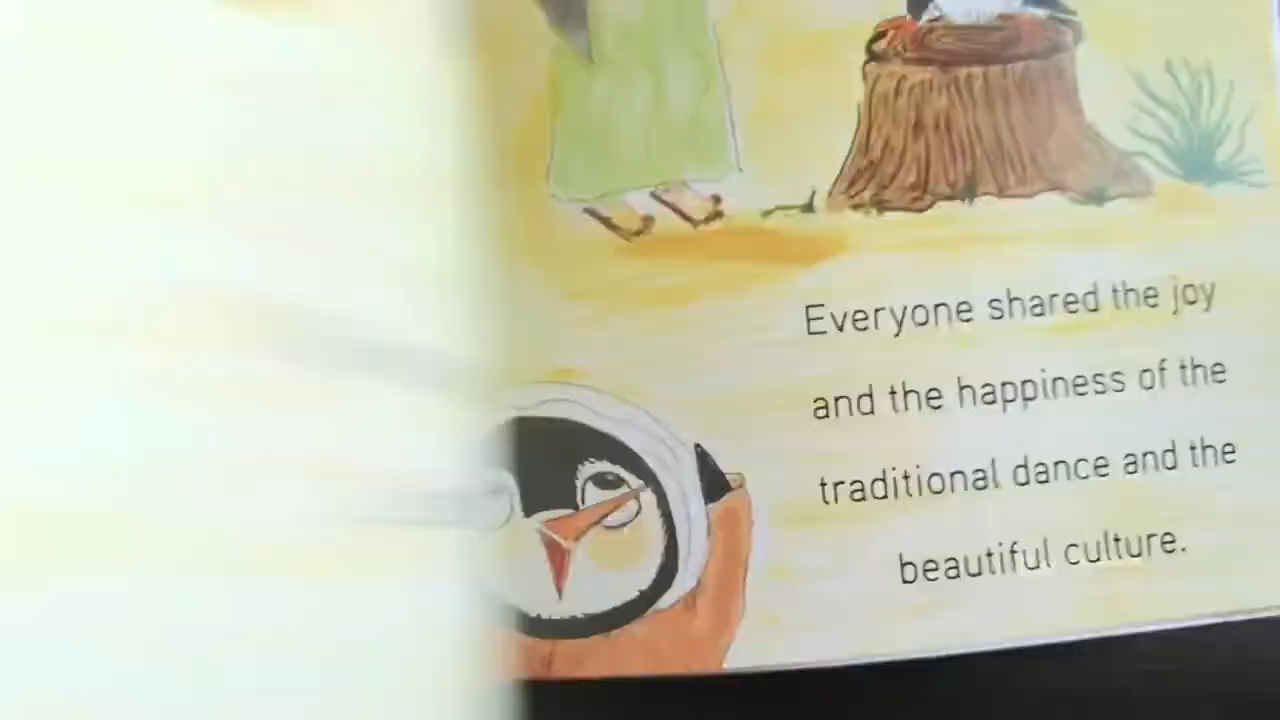 Everyone shared the joy
and the happiness of the
traditional dance and the
beautiful culture.